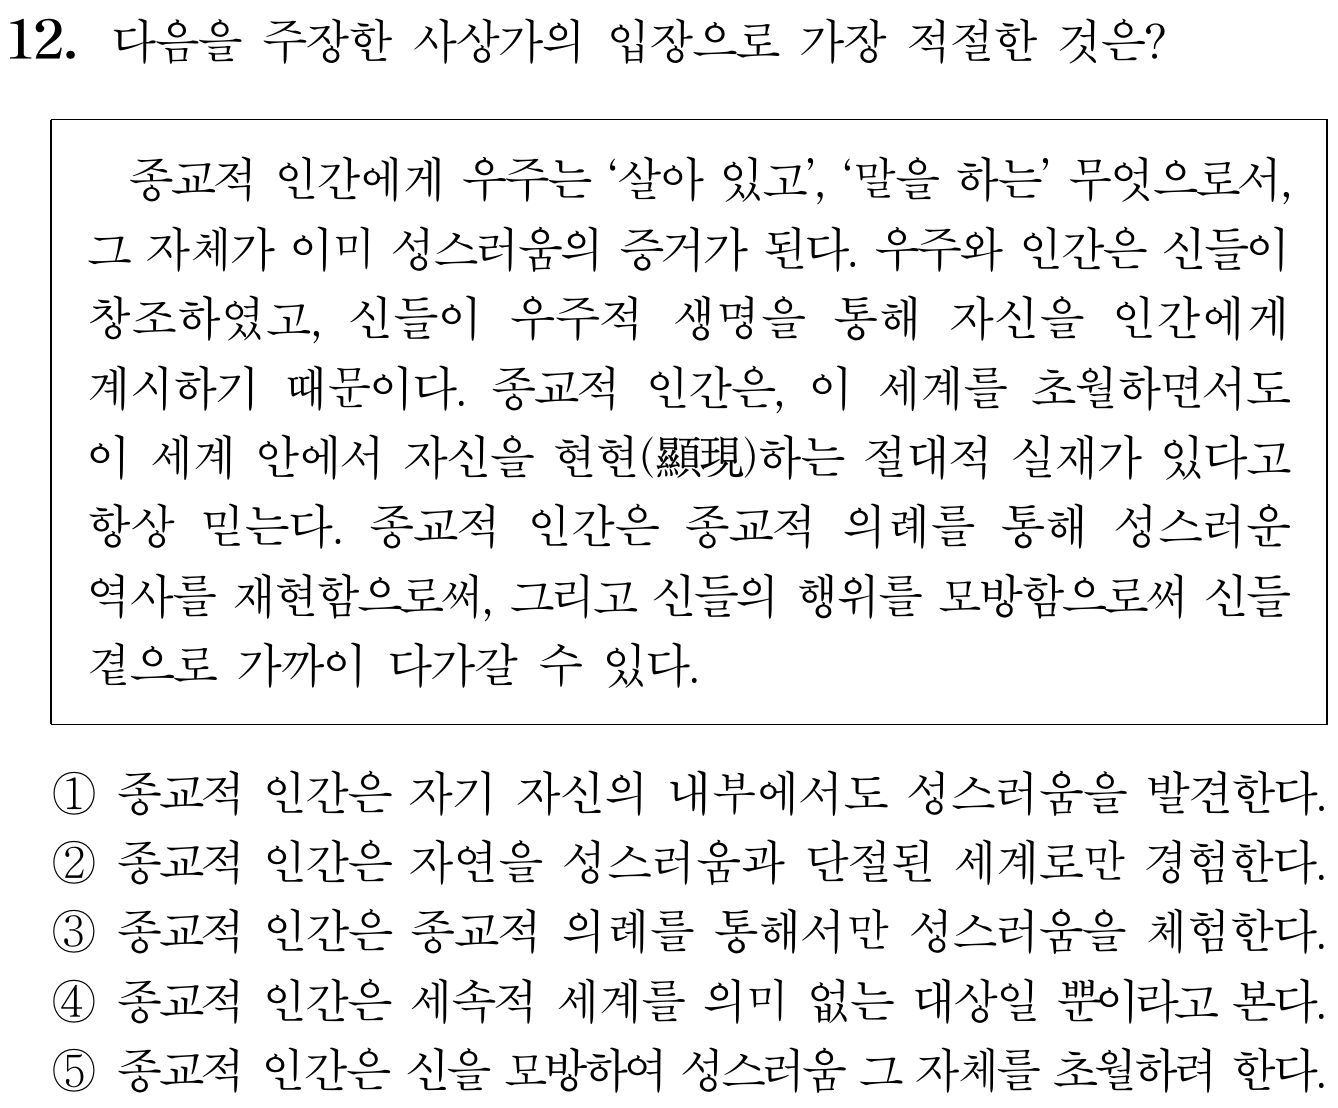 12. 다음을 주장한 사상가의 입장으로 가장 적절한 것은?
종교적 인간에게 우주는 ‘살아 있고’, ‘말을 하는’ 무엇으로서,
그 자체가 이미 성스러움의 증거가 된다. 우주와 인간은 신들이
창조하였고, 신들이 우주적 생명을 통해 자신을 인간에게
계시하기 때문이다. 종교적 인간은, 이 세계를 초월하면서도
이 세계 안에서 자신을 현현(顯現)하는 절대적 실재가 있다고
항상 믿는다. 종교적 인간은 종교적 의례를 통해 성스러운
역사를 재현함으로써, 그리고 신들의 행위를 모방함으로써 신들
곁으로 가까이 다가갈 수 있다.
① 종교적 인간은 자기 자신의 내부에서도 성스러움을 발견한다.
② 종교적 인간은 자연을 성스러움과 단절된 세계로만 경험한다.
③ 종교적 인간은 종교적 의례를 통해서만 성스러움을 체험한다.
④ 종교적 인간은 세속적 세계를 의미 없는 대상일 뿐이라고 본다.
⑤ 종교적 인간은 신을 모방하여 성스러움 그 자체를 초월하려 한다.